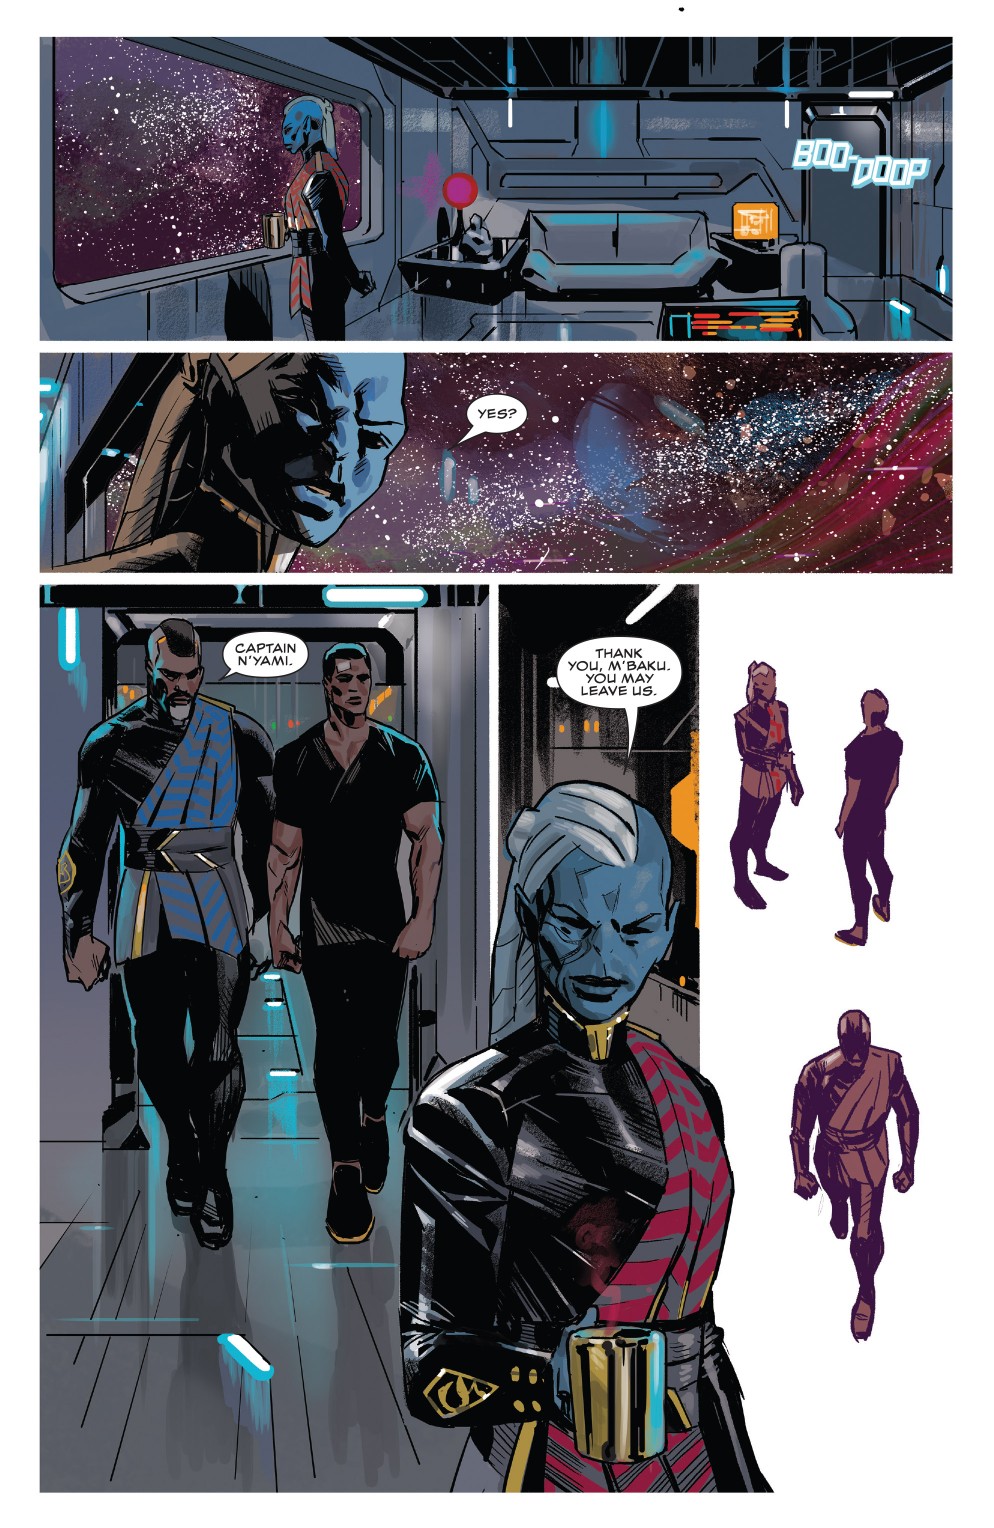 BOO-
DOOP
YES?
CAPTAIN
N'YAMI.
THANK
YOU, M'BAKU.
YOU MAY
LEAVE US.